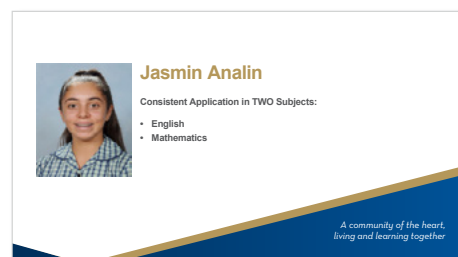 Jasmin Analin
Consistent Application in TWO Subjects:
• English
• Mathematics
A community of the heart,
living and learning together